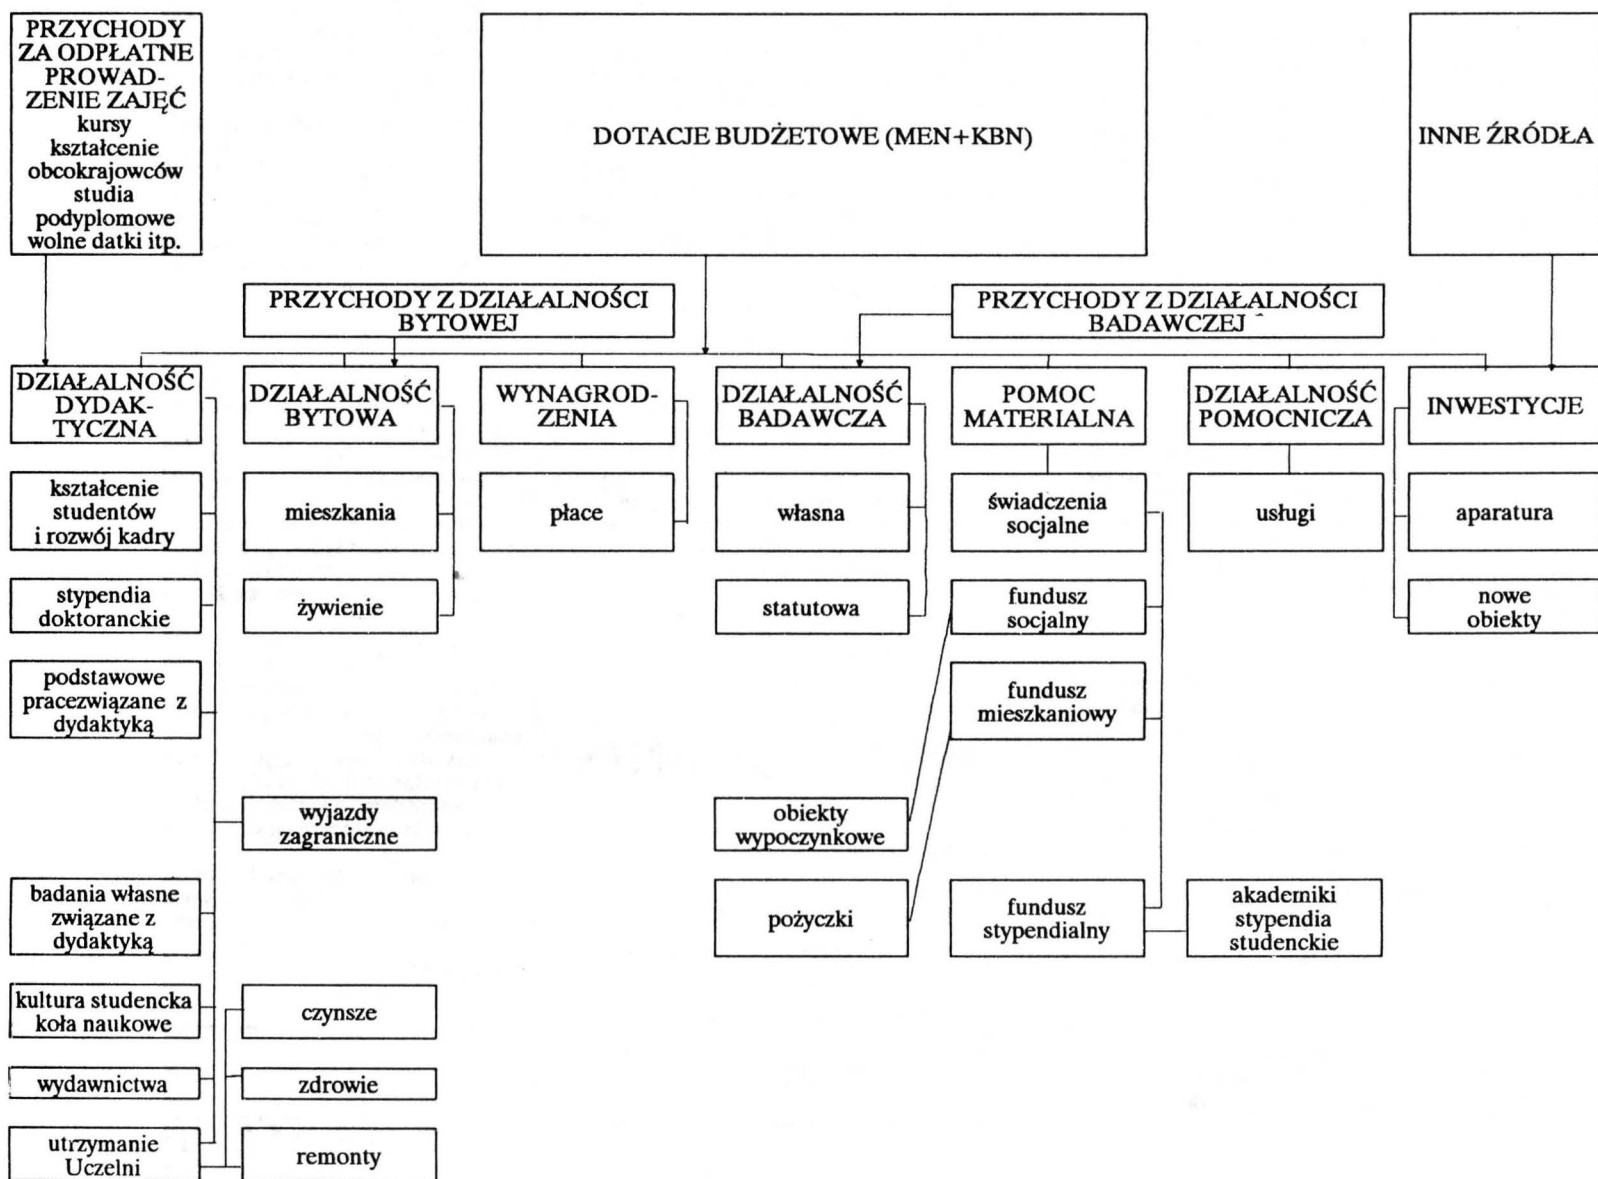 PRZYCHODY
ZA ODPŁATNE
PROWAD-
ZENIE ZAJĘĆ
kursy
kształcenie
obcokrajowców
studia
podyplomowe
wolne datki itp.
DOTACJE BUDŻETOWE (MEN+KBN)
INNE ŹRÓDŁA
PRZYCHODY Z DZIAŁALNOŚCI
BYTOWEJ
PRZYCHODY Z DZIAŁALNOŚCI
BADAWCZEJ
DZIAŁALNOŚĆ
DYDAK-
TYCZNA
DZIAŁALNOŚĆ
BYTOWA
WYNAGROD-
ZENIA
DZIAŁALNOŚĆ
BADAWCZA
POMOC
MATERIALNA
DZIAŁALNOŚĆ
POMOCNICZA
INWESTYCJE
kształcenie
studentów
i rozwój kadry
mieszkania
płace
własna
świadczenia
socjalne
usługi
aparatura
stypendia
doktoranckie
żywienie
statutowa
fundusz
socjalny
nowe
obiekty
podstawowe
pracezwiązane z
dydaktyką
fundusz
mieszkaniowy
wyjazdy
zagraniczne
obiekty
wypoczynkowe
badania własne
związane z
dydaktyką
pożyczki
fundusz
stypendialny
akademiki
stypendia
studenckie
kultura studencka
koła naukowe
czynsze
wydawnictwa
zdrowie
utrzymanie
Uczelni
remonty